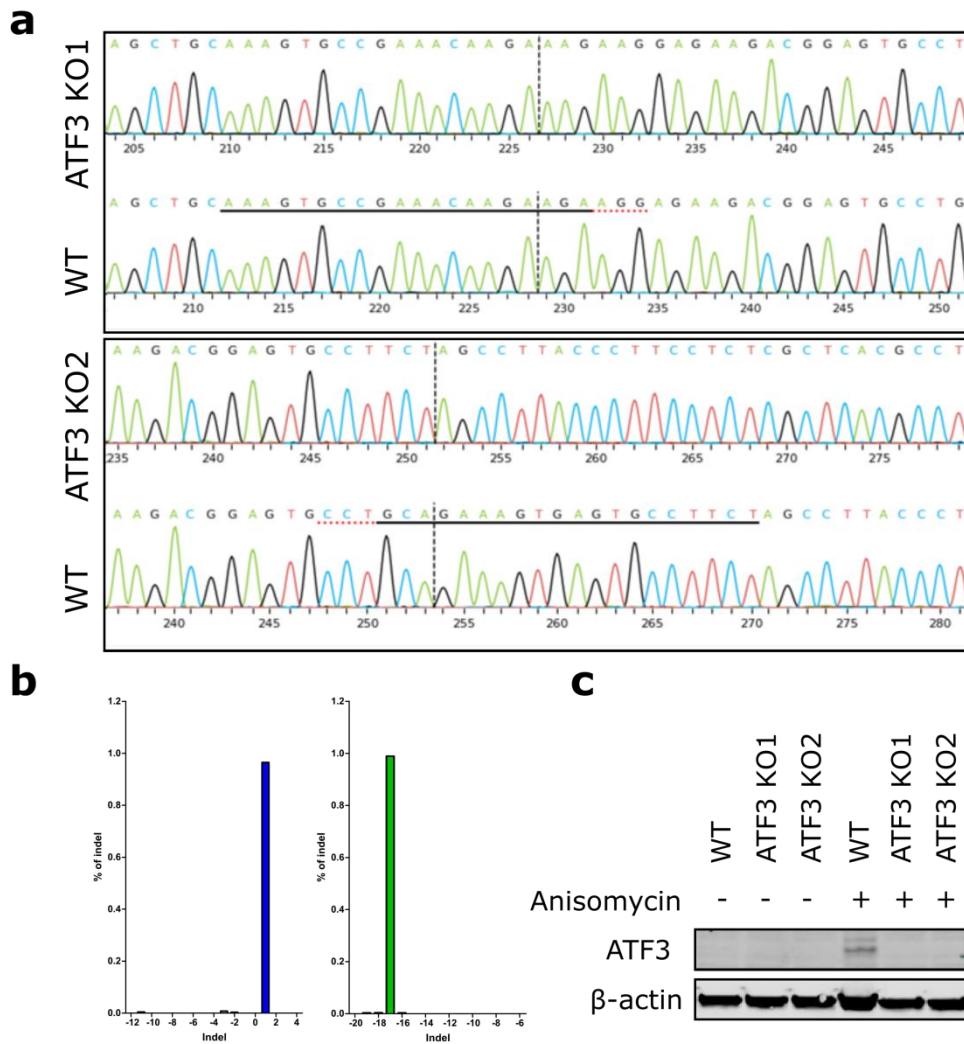 a
ATF3 KO1
A G C T G C A A A G T G C C G A A A C A A G A A A G A A G G A G A A G A C G G A G T G C C T
205 210 215 220 225 230 235 240 245
WT
A G C T G C A A A G T G C C G A A A C A A G A A G A A G G A G A A G A C G G A G T G C C T G
210 215 220 225 230 235 240 245 250
ATF3 KO2
A A G A C G G A G T G C C T T C T A G C C T T A C C C T T C C T C T C G C T C A C G C C T
235 240 245 250 255 260 265 270 275
WT
A A G A C G G A G T G C C T G C A G A A A G T G A G T G C C T T C T A G C C T T A C C C T
240 245 250 255 260 265 270 275 280
b
% of indel
1.2
1.0
0.8
0.6
0.4
0.2
0.0
-12 -10 -8 -6 -4 -2 0 2 4
Indel
% of indel
1.2
1.0
0.8
0.6
0.4
0.2
0.0
-20 -18 -16 -14 -12 -10 -8 -6
Indel
c
WT ATF3 KO1 ATF3 KO2 WT ATF3 KO1 ATF3 KO2
Anisomycin - - - + + +
ATF3
β-actin